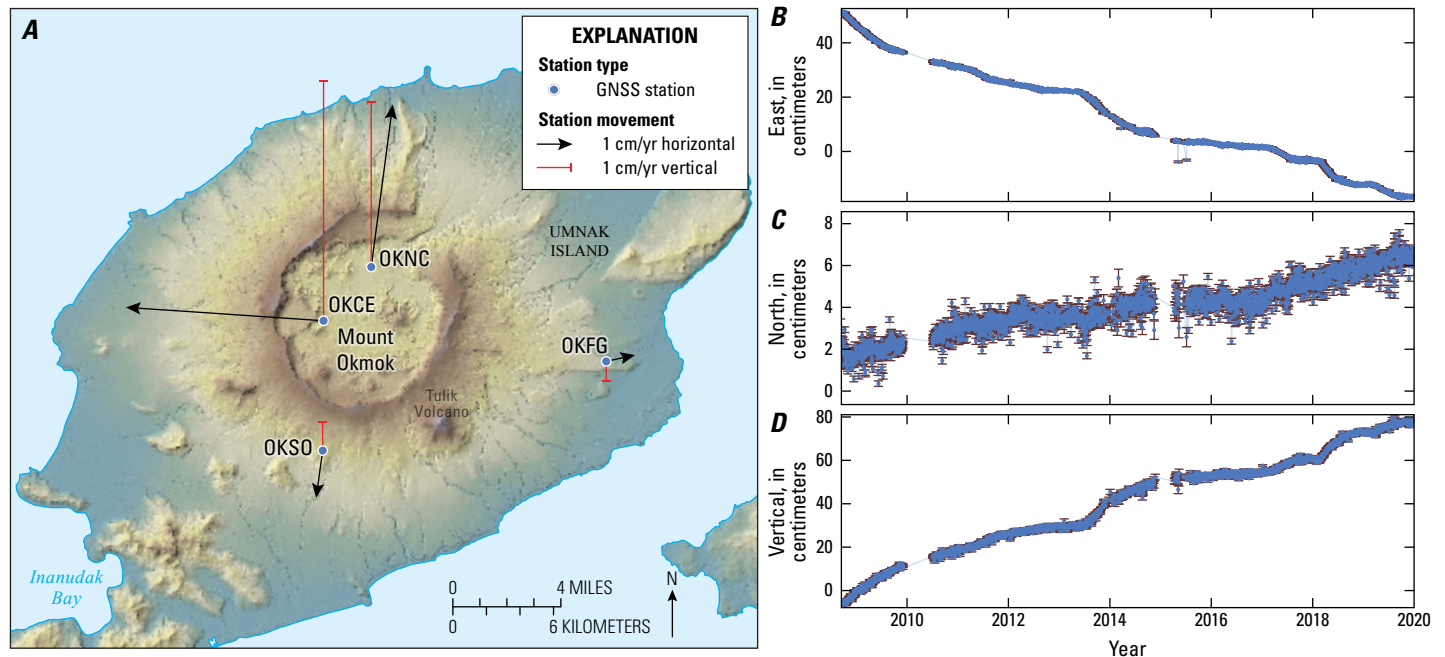 A
EXPLANATION
Station type
GNSS station
Station movement
1 cm/yr horizontal
1 cm/yr vertical
OKNC
UMNAK
ISLAND
OKCE
Mount
Okmok
OKFG
Tulik
Volcano
OKSO
Inanudak
Bay
0 4 MILES
0 6 KILOMETERS
N
B
East, in
centimeters
40
20
0
C
North, in
centimeters
8
6
4
2
0
D
Vertical, in
centimeters
80
60
40
20
0
2010 2012 2014 2016 2018 2020
Year